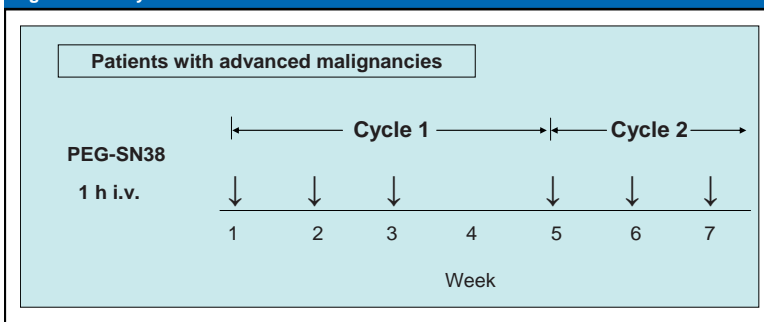 Patients with advanced malignancies
Cycle 1 Cycle 2
PEG-SN38
1 h i.v.
1 2 3 4 5 6 7
Week